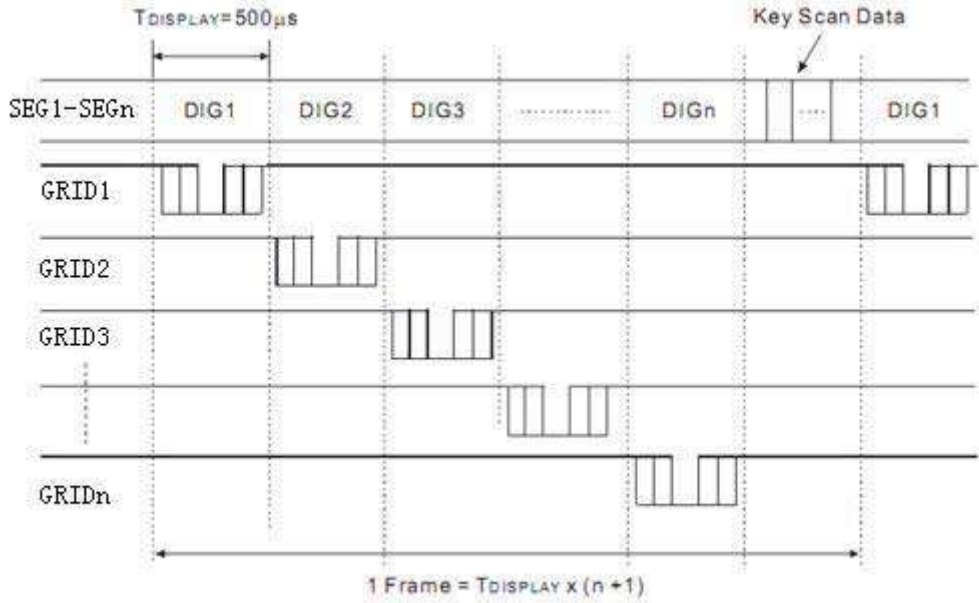 TDISPLAY=500μs
Key Scan Data
SEG1-SEGn DIG1 DIG2 DIG3 ........... DIGn .... DIG1
GRID1
GRID2
GRID3
GRIDn
1 Frame = TDISPLAY x (n +1)